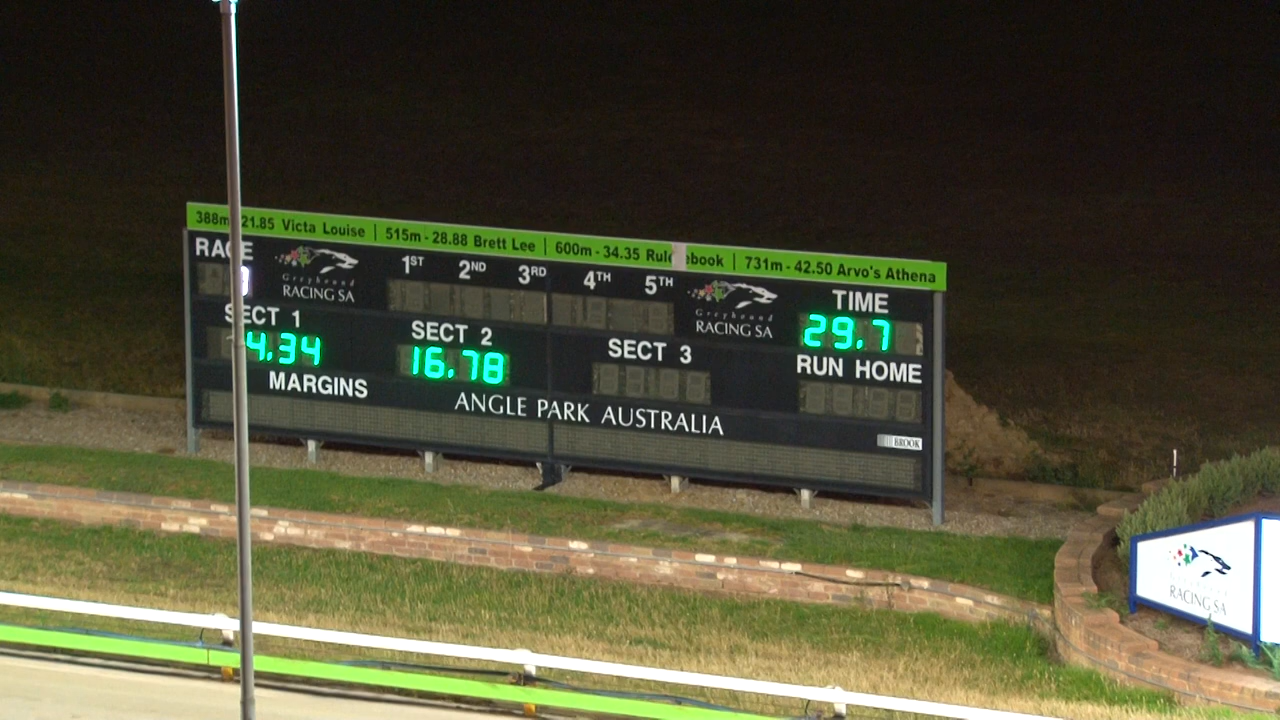 388m 21.85 Victa Louise | 515m - 28.88 Brett Lee | 600m - 34.35 Rule ebook | 731m - 42.50 Arvo's Athena
RACE
Greyhound
RACING SA
1ST 2ND 3RD 4TH 5TH
Greyhound
RACING SA
TIME
29.7
SECT 1
4.34
SECT 2
16.78
SECT 3
RUN HOME
MARGINS
ANGLE PARK AUSTRALIA
BROOK
RACING SA